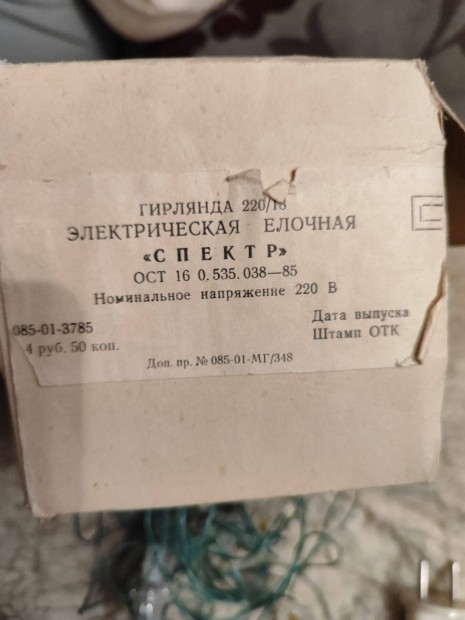 ГИРЛЯНДА 220/18
ЭЛЕКТРИЧЕСКАЯ ЕЛОЧНАЯ
«СПЕКТР»
ОСТ 16 0.535.038—85
Номинальное напряжение 220 В
085-01-3785
4 руб. 50 коп.
Дата выпуска
Штамп ОТК
Доп. пр. № 085-01-МГ/348